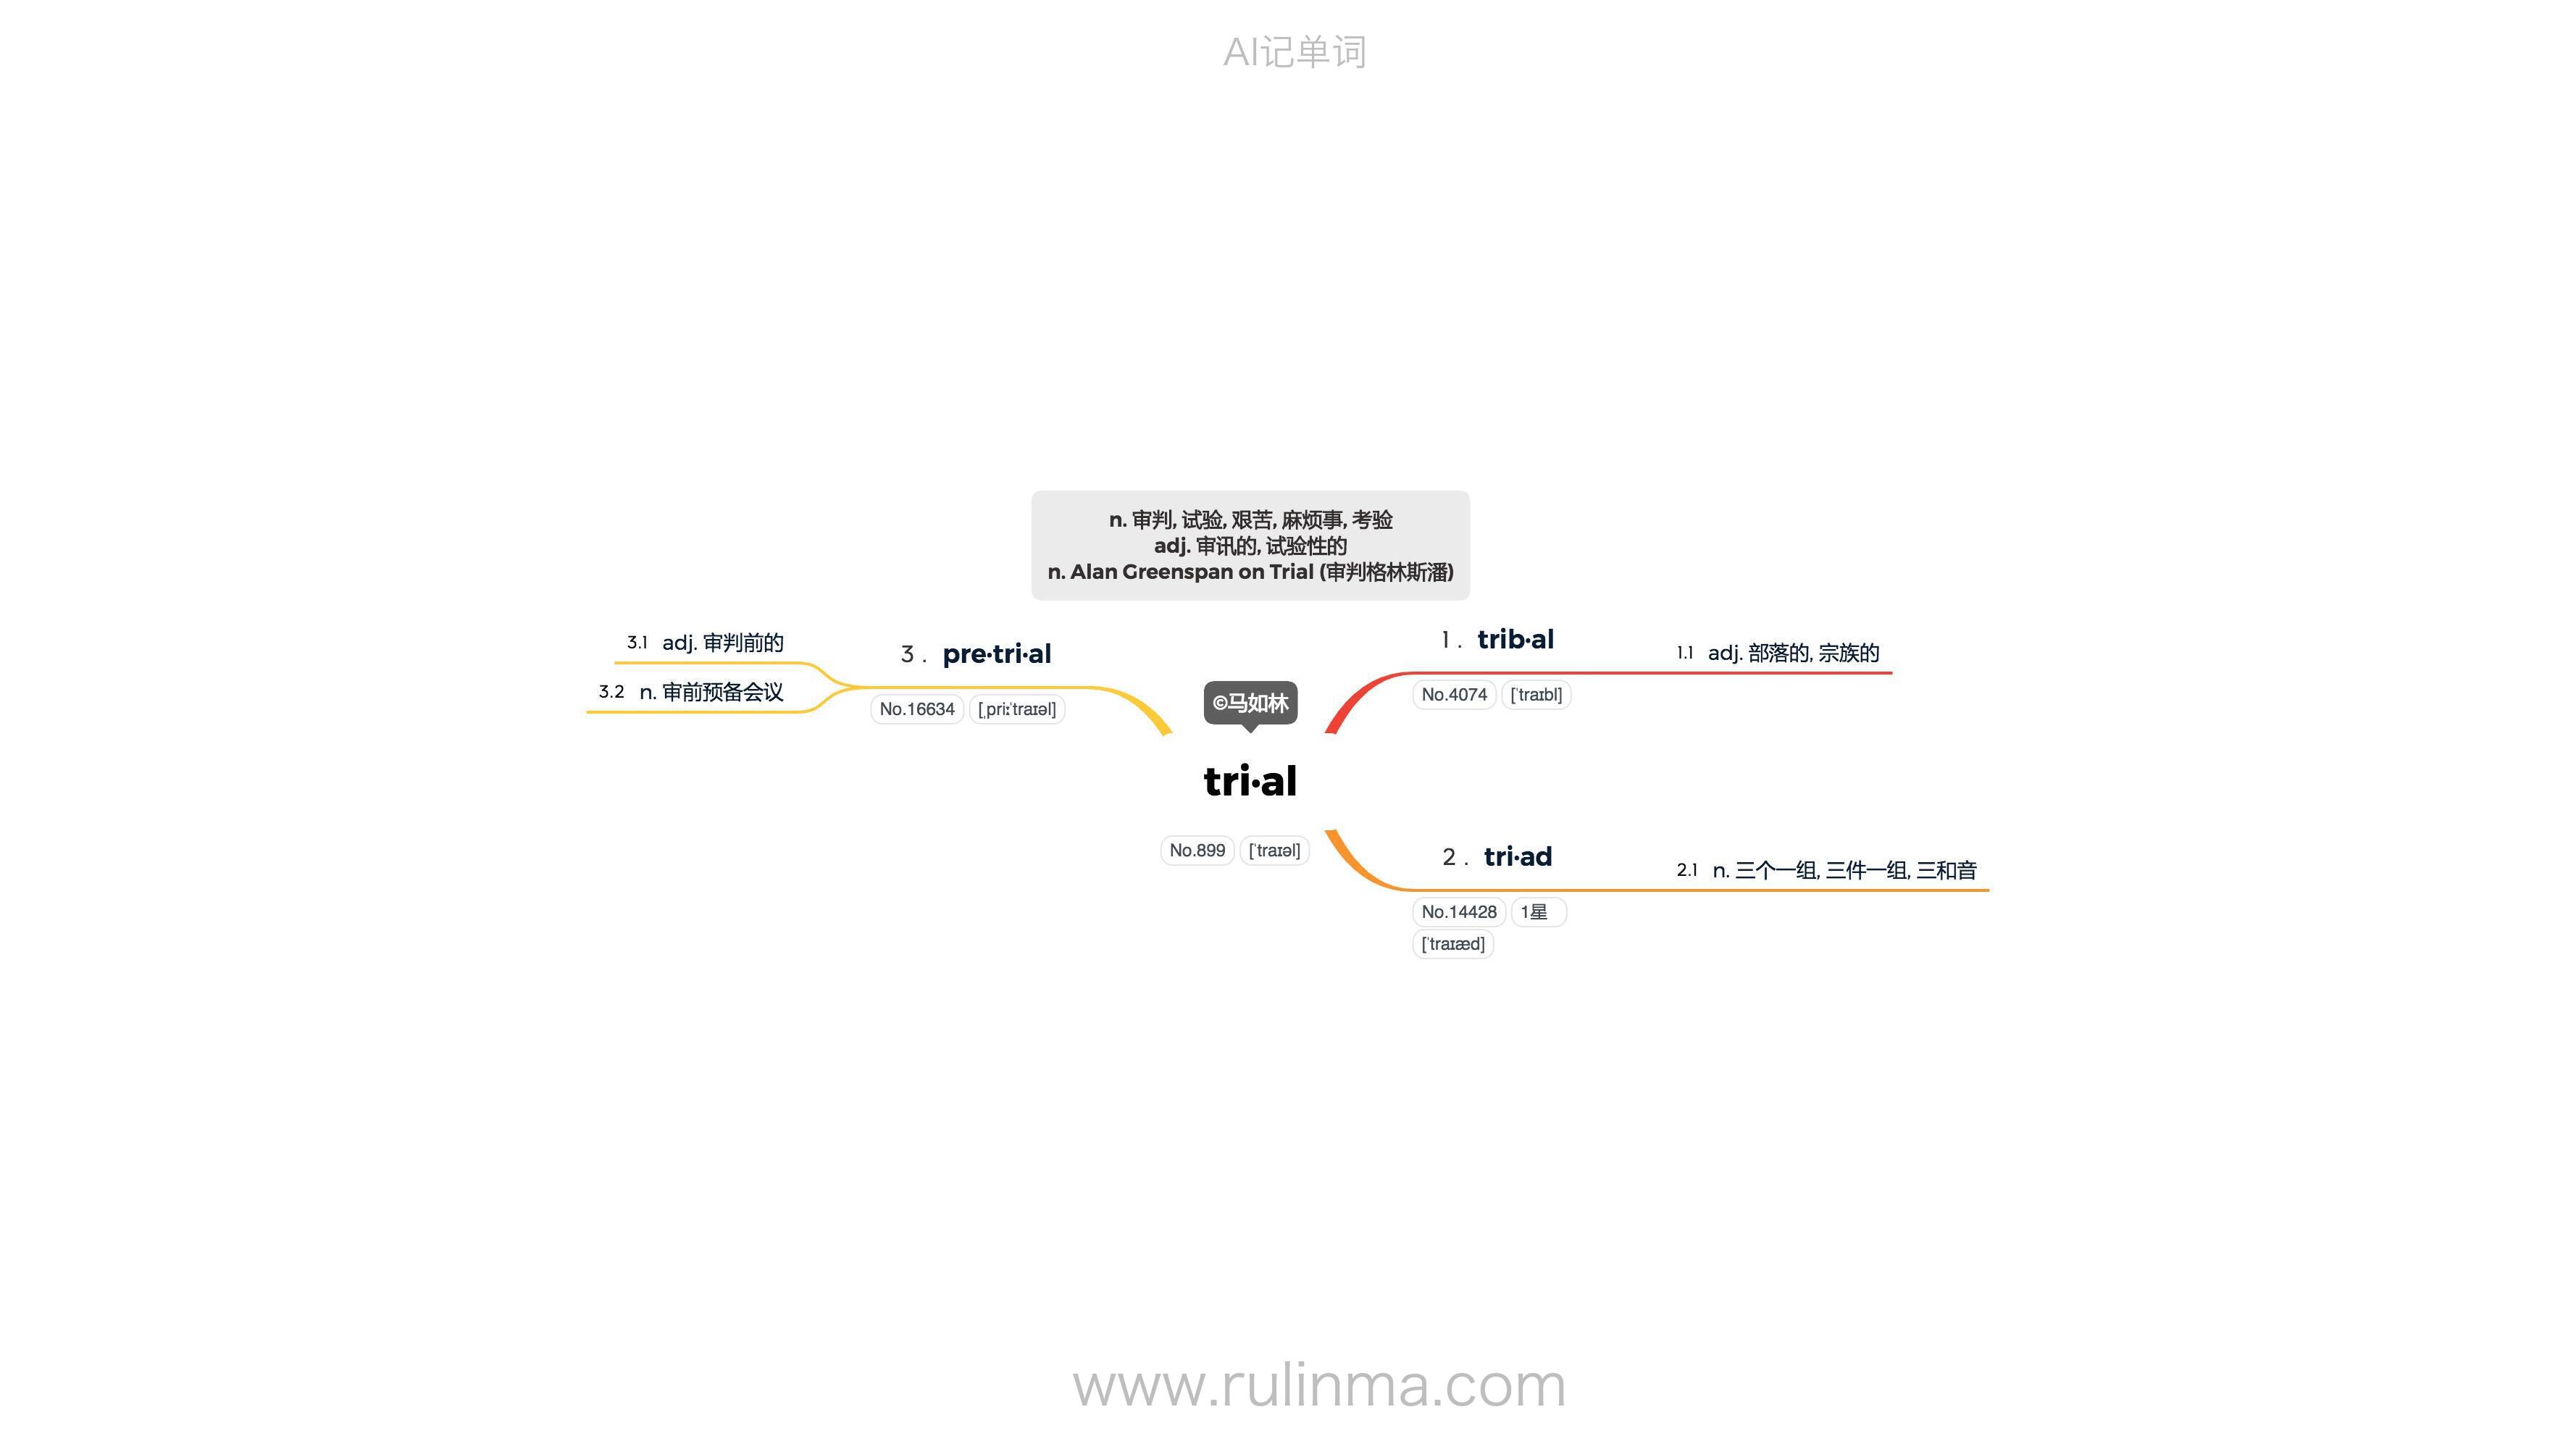 AI记单词
n. 审判, 试验, 艰苦, 麻烦事, 考验
adj. 审讯的, 试验性的
n. Alan Greenspan on Trial (审判格林斯潘)
©马如林
tri·al
No.899 [ˈtraɪəl]
1. trib·al
No.4074 [ˈtraɪbl]
1.1 adj. 部落的, 宗族的
2. tri·ad
No.14428 1星
[ˈtraɪæd]
2.1 n. 三个一组, 三件一组, 三和音
3. pre·tri·al
No.16634 [ˌpriːˈtraɪəl]
3.1 adj. 审判前的
3.2 n. 审前预备会议
www.rulinma.com